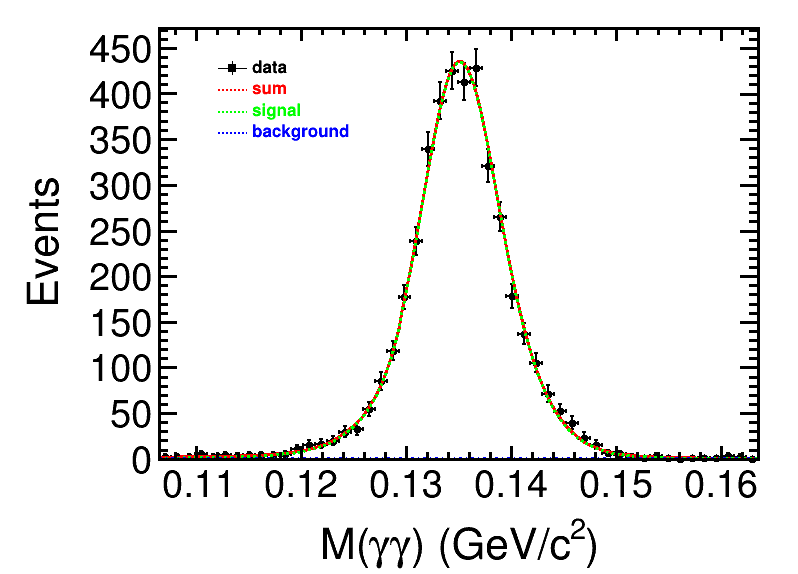 450
400
350
300
250
200
150
100
50
0
Events
data
sum
signal
background
0.11 0.12 0.13 0.14 0.15 0.16
M(γγ) (GeV/c²)